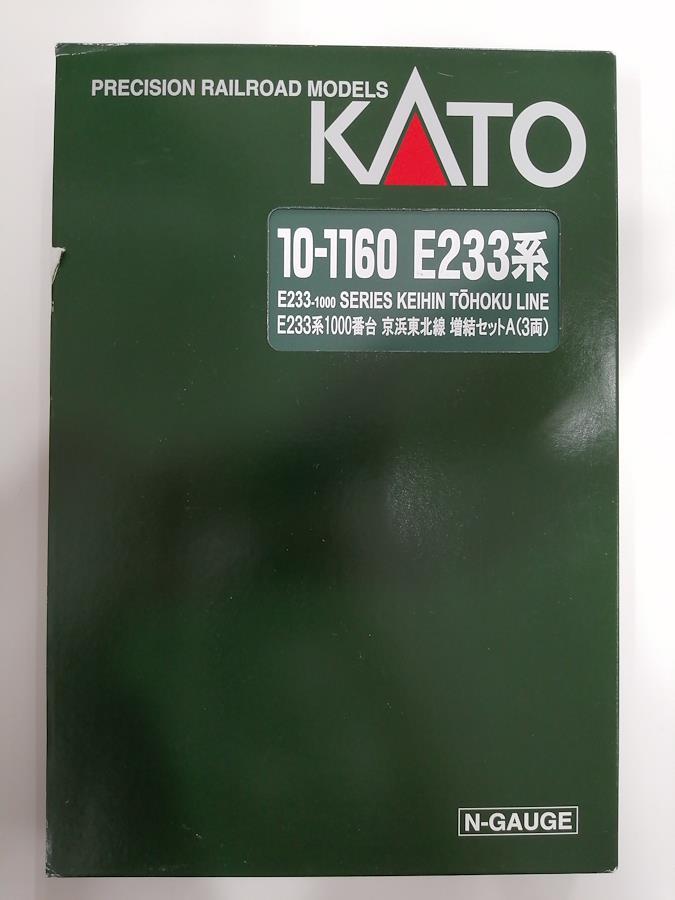 PRECISION RAILROAD MODELS
KATO
10-1160 E233系
E233-1000 SERIES KEIHIN TŌHOKU LINE
E233系1000番台 京浜東北線 増結セットA(3両)
N-GAUGE